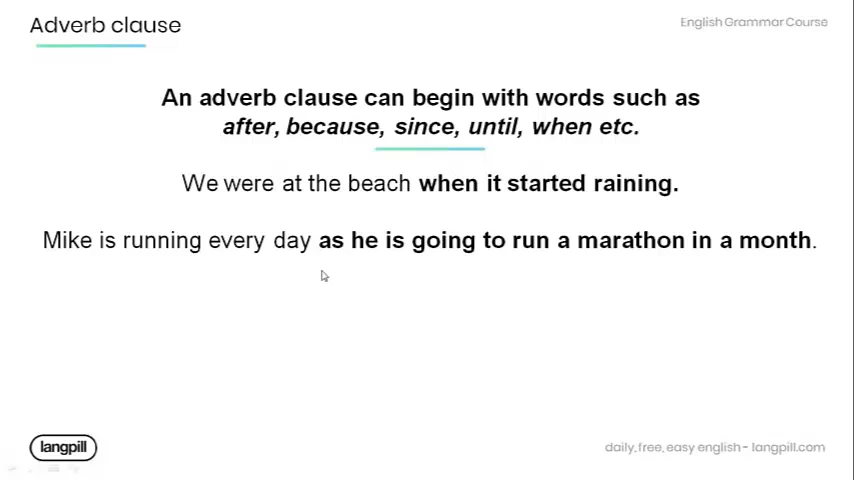 Adverb clause
English Grammar Course
An adverb clause can begin with words such as
after, because, since, until, when etc.
We were at the beach when it started raining.
Mike is running every day as he is going to run a marathon in a month.
langpill
daily, free, easy english - langpill.com